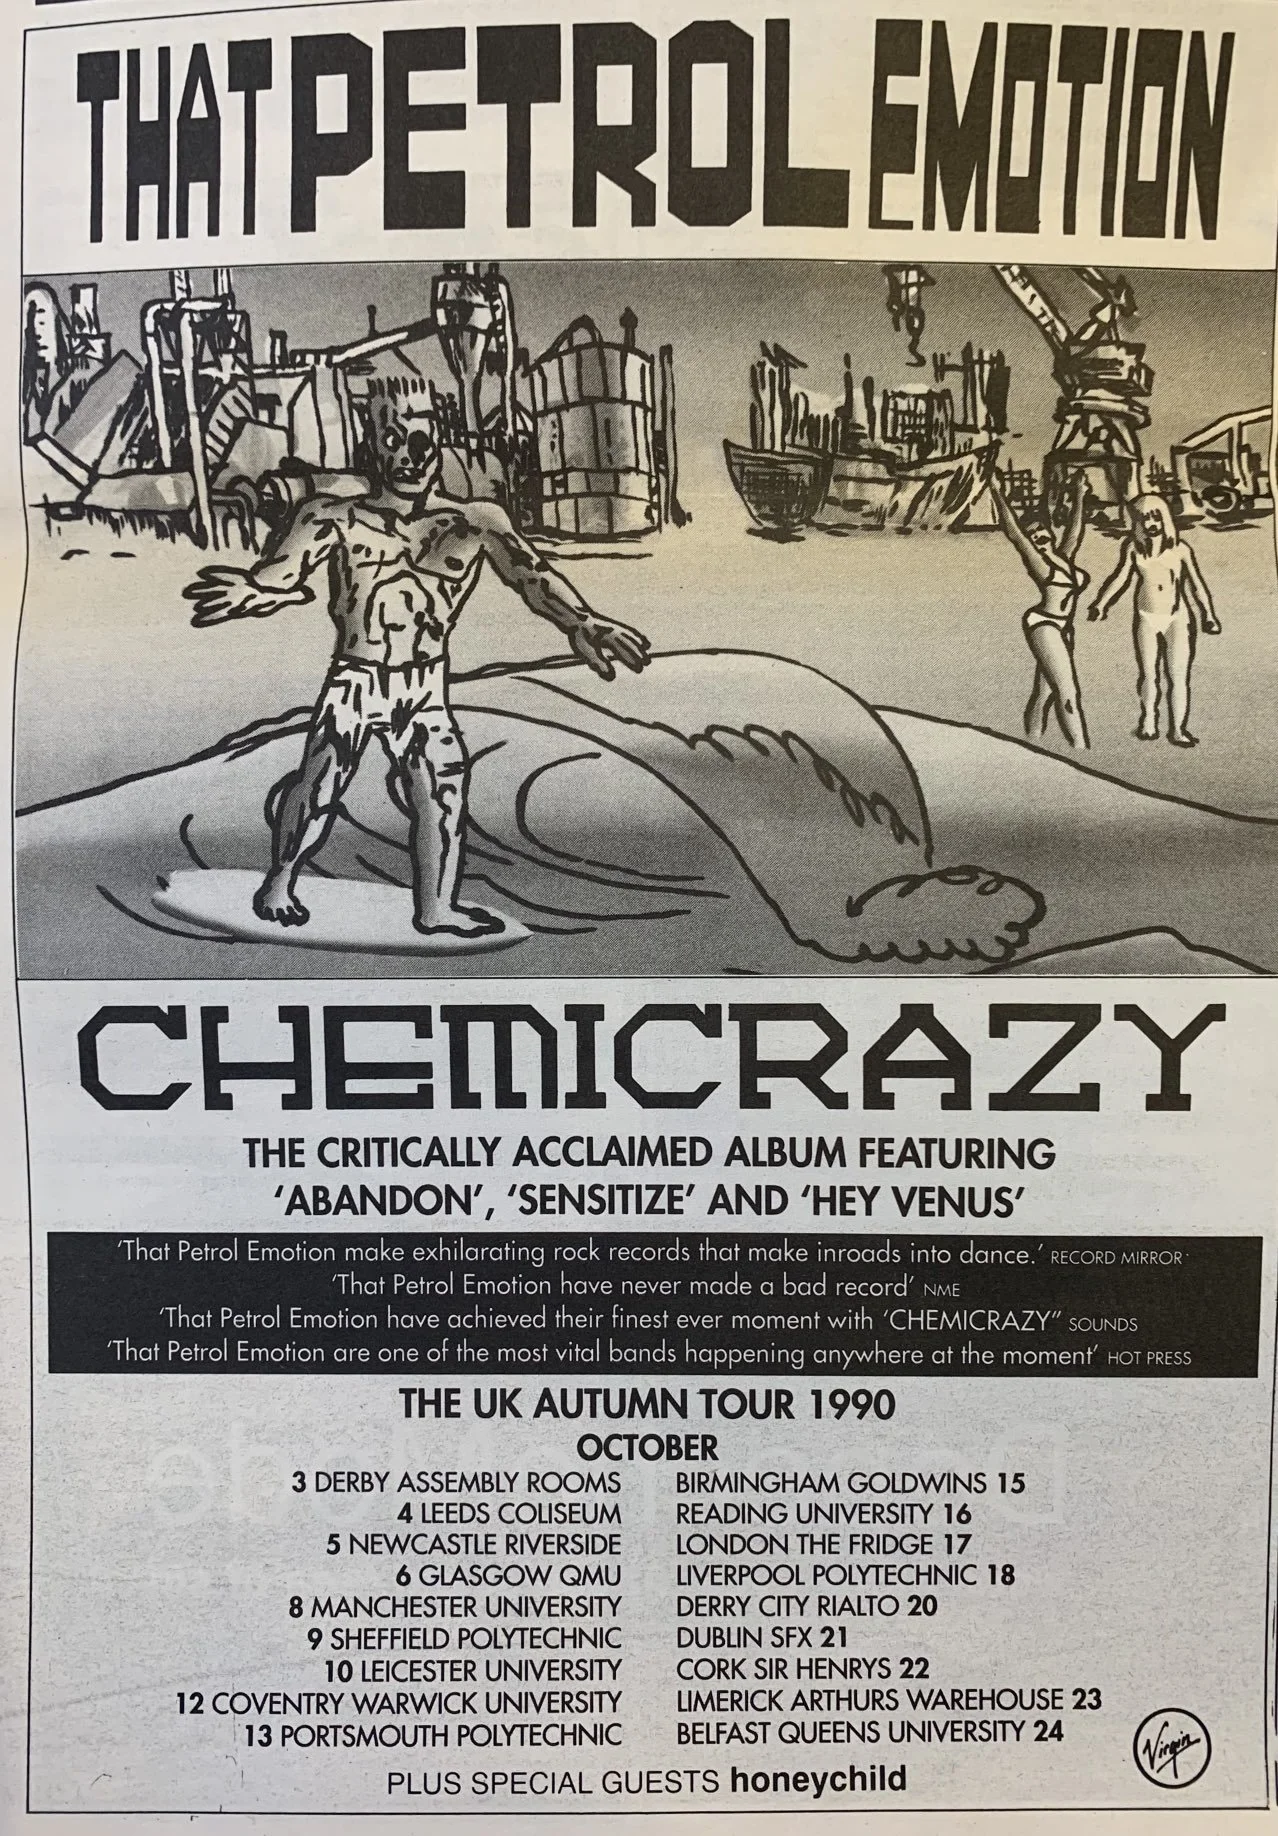 THAT PETROL EMOTION
CHEMICRAZY
THE CRITICALLY ACCLAIMED ALBUM FEATURING
‘ABANDON’, ‘SENSITIZE’ AND ‘HEY VENUS’
‘That Petrol Emotion make exhilarating rock records that make inroads into dance.’ RECORD MIRROR
‘That Petrol Emotion have never made a bad record’ NME
‘That Petrol Emotion have achieved their finest ever moment with ‘CHEMICRAZY” SOUNDS
‘That Petrol Emotion are one of the most vital bands happening anywhere at the moment’ HOT PRESS
THE UK AUTUMN TOUR 1990
OCTOBER
3 DERBY ASSEMBLY ROOMS
4 LEEDS COLISEUM
5 NEWCASTLE RIVERSIDE
6 GLASGOW QMU
8 MANCHESTER UNIVERSITY
9 SHEFFIELD POLYTECHNIC
10 LEICESTER UNIVERSITY
12 COVENTRY WARWICK UNIVERSITY
13 PORTSMOUTH POLYTECHNIC
BIRMINGHAM GOLDWINS 15
READING UNIVERSITY 16
LONDON THE FRIDGE 17
LIVERPOOL POLYTECHNIC 18
DERRY CITY RIALTO 20
DUBLIN SFX 21
CORK SIR HENRYS 22
LIMERICK ARTHURS WAREHOUSE 23
BELFAST QUEENS UNIVERSITY 24
PLUS SPECIAL GUESTS honeychild
Virgin